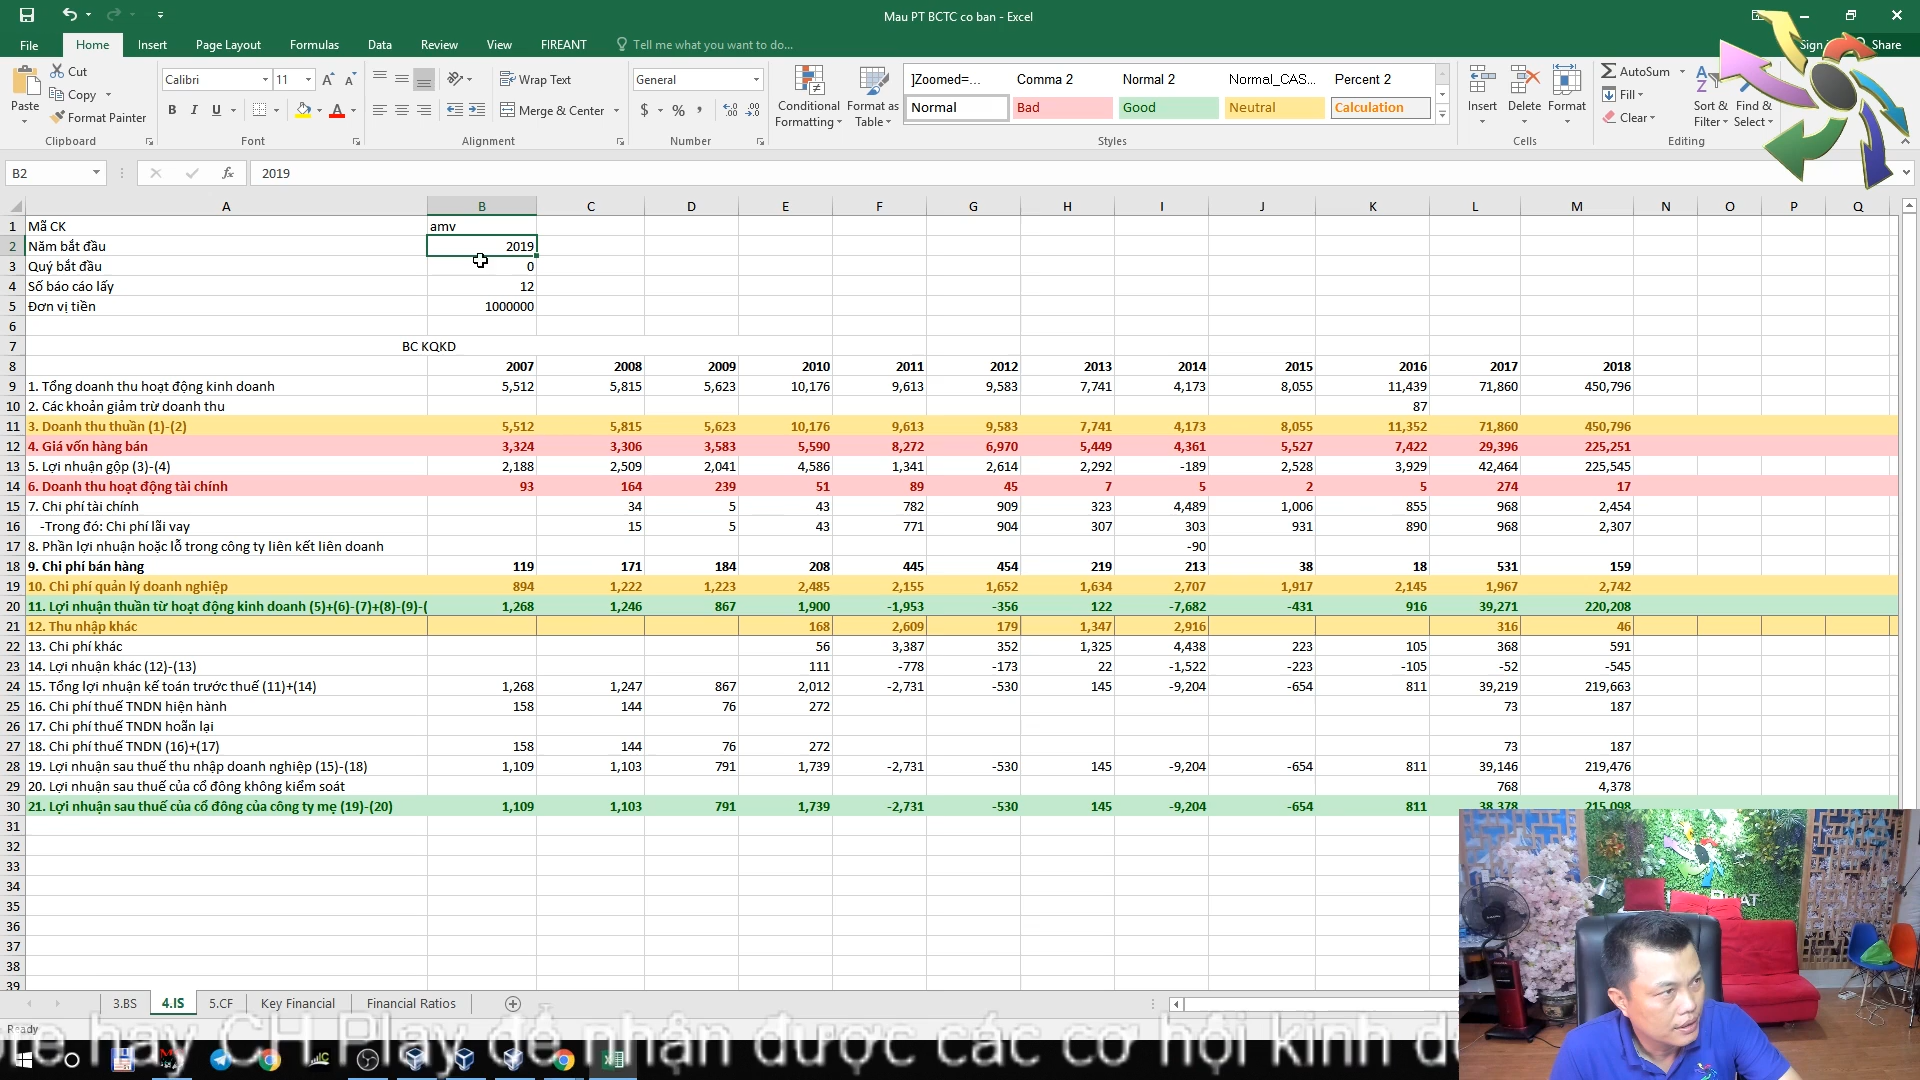 Mau PT BCTC co ban - Excel
File Home Insert Page Layout Formulas Data Review View FIREANT Tell me what you want to do... Share
Cut
Copy
Format Painter
Paste
Calibri 11
Wrap Text
Merge & Center
General
Conditional Formatting
Format as Table
]Zoomed=... Comma 2 Normal 2 Normal_CAS... Percent 2
Normal Bad Good Neutral Calculation
Insert Delete Format
AutoSum
Fill
Clear
Sort & Filter
Find & Select
Clipboard Font Alignment Number Styles Cells Editing
B2 fx 2019
A B C D E F G H I J K L M N O P Q
1 Mã CK amv
2 Năm bắt đầu 2019
3 Quý bắt đầu 0
4 Số báo cáo lấy 12
5 Đơn vị tiền 1000000
6
7 BC KQKD
8 2007 2008 2009 2010 2011 2012 2013 2014 2015 2016 2017 2018
9 1. Tổng doanh thu hoạt động kinh doanh 5,512 5,815 5,623 10,176 9,613 9,583 7,741 4,173 8,055 11,439 71,860 450,796
10 2. Các khoản giảm trừ doanh thu 87
11 3. Doanh thu thuần (1)-(2) 5,512 5,815 5,623 10,176 9,613 9,583 7,741 4,173 8,055 11,352 71,860 450,796
12 4. Giá vốn hàng bán 3,324 3,306 3,583 5,590 8,272 6,970 5,449 4,361 5,527 7,422 29,396 225,251
13 5. Lợi nhuận gộp (3)-(4) 2,188 2,509 2,041 4,586 1,341 2,614 2,292 -189 2,528 3,929 42,464 225,545
14 6. Doanh thu hoạt động tài chính 93 164 239 51 89 45 7 5 2 5 274 17
15 7. Chi phí tài chính 34 5 43 782 909 323 4,489 1,006 855 968 2,454
16 -Trong đó: Chi phí lãi vay 15 5 43 771 904 307 303 931 890 968 2,307
17 8. Phần lợi nhuận hoặc lỗ trong công ty liên kết liên doanh -90
18 9. Chi phí bán hàng 119 171 184 208 445 454 219 213 38 18 531 159
19 10. Chi phí quản lý doanh nghiệp 894 1,222 1,223 2,485 2,155 1,652 1,634 2,707 1,917 2,145 1,967 2,742
20 11. Lợi nhuận thuần từ hoạt động kinh doanh (5)+(6)-(7)+(8)-(9)-( 1,268 1,246 867 1,900 -1,953 -356 122 -7,682 -431 916 39,271 220,208
21 12. Thu nhập khác 168 2,609 179 1,347 2,916 316 46
22 13. Chi phí khác 56 3,387 352 1,325 4,438 223 105 368 591
23 14. Lợi nhuận khác (12)-(13) 111 -778 -173 22 -1,522 -223 -105 -52 -545
24 15. Tổng lợi nhuận kế toán trước thuế (11)+(14) 1,268 1,247 867 2,012 -2,731 -530 145 -9,204 -654 811 39,219 219,663
25 16. Chi phí thuế TNDN hiện hành 158 144 76 272 73 187
26 17. Chi phí thuế TNDN hoãn lại
27 18. Chi phí thuế TNDN (16)+(17) 158 144 76 272 73 187
28 19. Lợi nhuận sau thuế thu nhập doanh nghiệp (15)-(18) 1,109 1,103 791 1,739 -2,731 -530 145 -9,204 -654 811 39,146 219,476
29 20. Lợi nhuận sau thuế của cổ đông không kiểm soát 768 4,378
30 21. Lợi nhuận sau thuế của cổ đông của công ty mẹ (19)-(20) 1,109 1,103 791 1,739 -2,731 -530 145 -9,204 -654 811 38,378 215,098
31
32
33
34
35
36
37
38
39
3.BS 4.IS 5.CF Key Financial Financial Ratios
Ready
hay CH Play để nhận được các cơ hội kinh